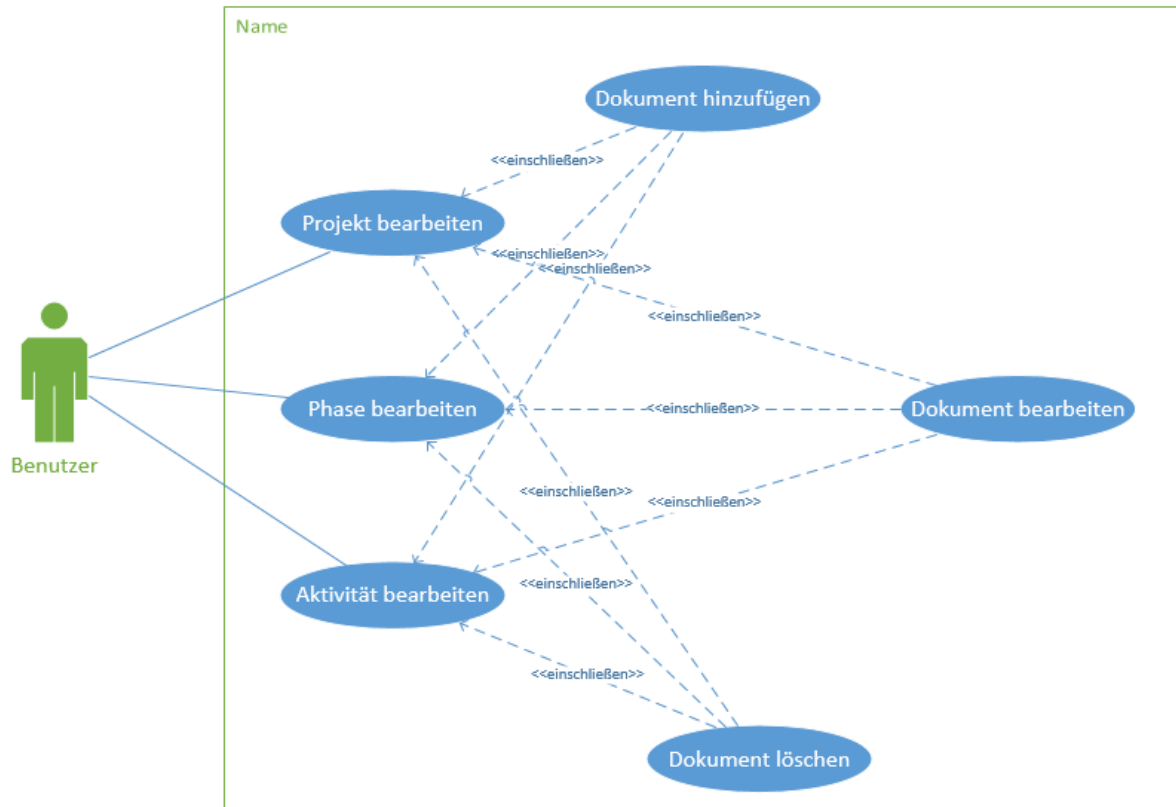 Name
Dokument hinzufügen
<<einschließen>>
Projekt bearbeiten
<<einschließen>>
<<einschließen>>
<<einschließen>>
Phase bearbeiten
<<einschließen>>
Dokument bearbeiten
Benutzer
<<einschließen>>
<<einschließen>>
<<einschließen>>
Aktivität bearbeiten
<<einschließen>>
Dokument löschen